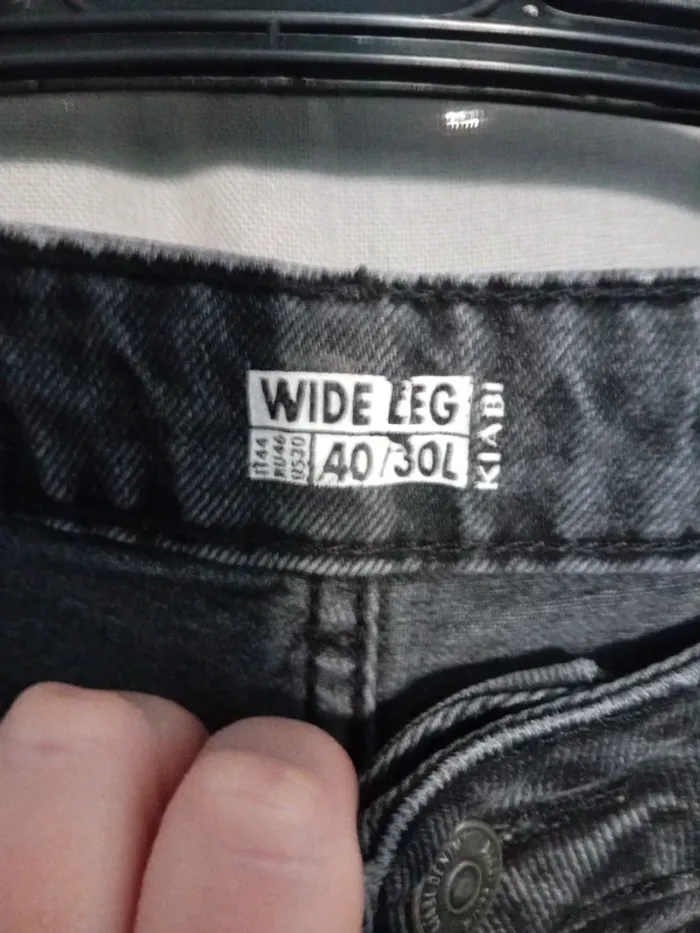 WIDE LEG
IT44
RU46
US30
40/30L
KIABI